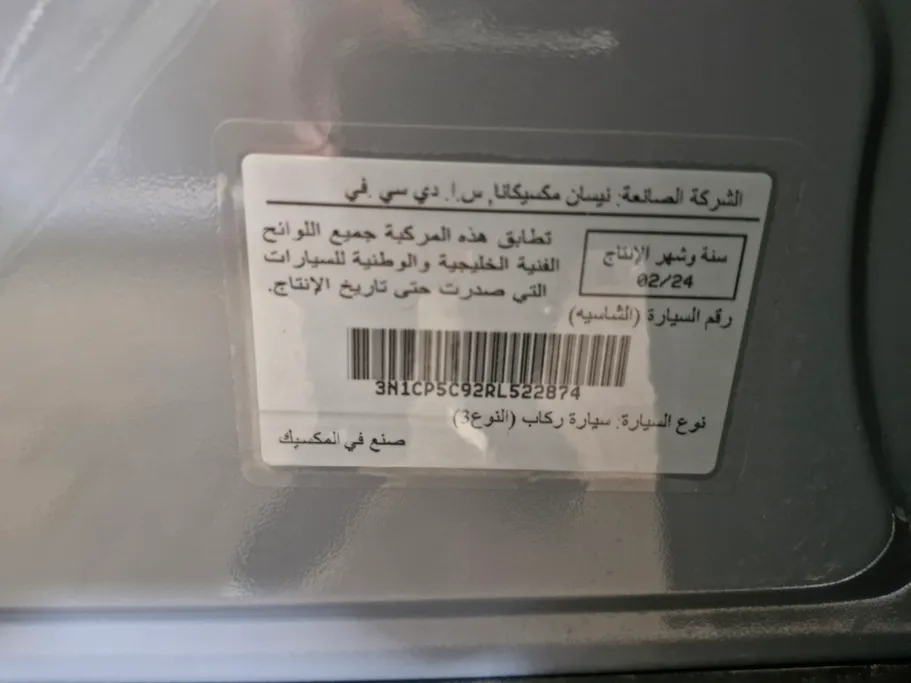 الشركة الصانعة: نيسان مكسيكانا, س.ا. دي سي .في
سنة وشهر الإنتاج
02/24
تطابق هذه المركبة جميع اللوائح
الفنية الخليجية والوطنية للسيارات
التي صدرت حتى تاريخ الإنتاج.
رقم السيارة (الشاسيه)
3N1CP5C92RL522874
نوع السيارة: سيارة ركاب (النوع3)
صنع في المكسيك